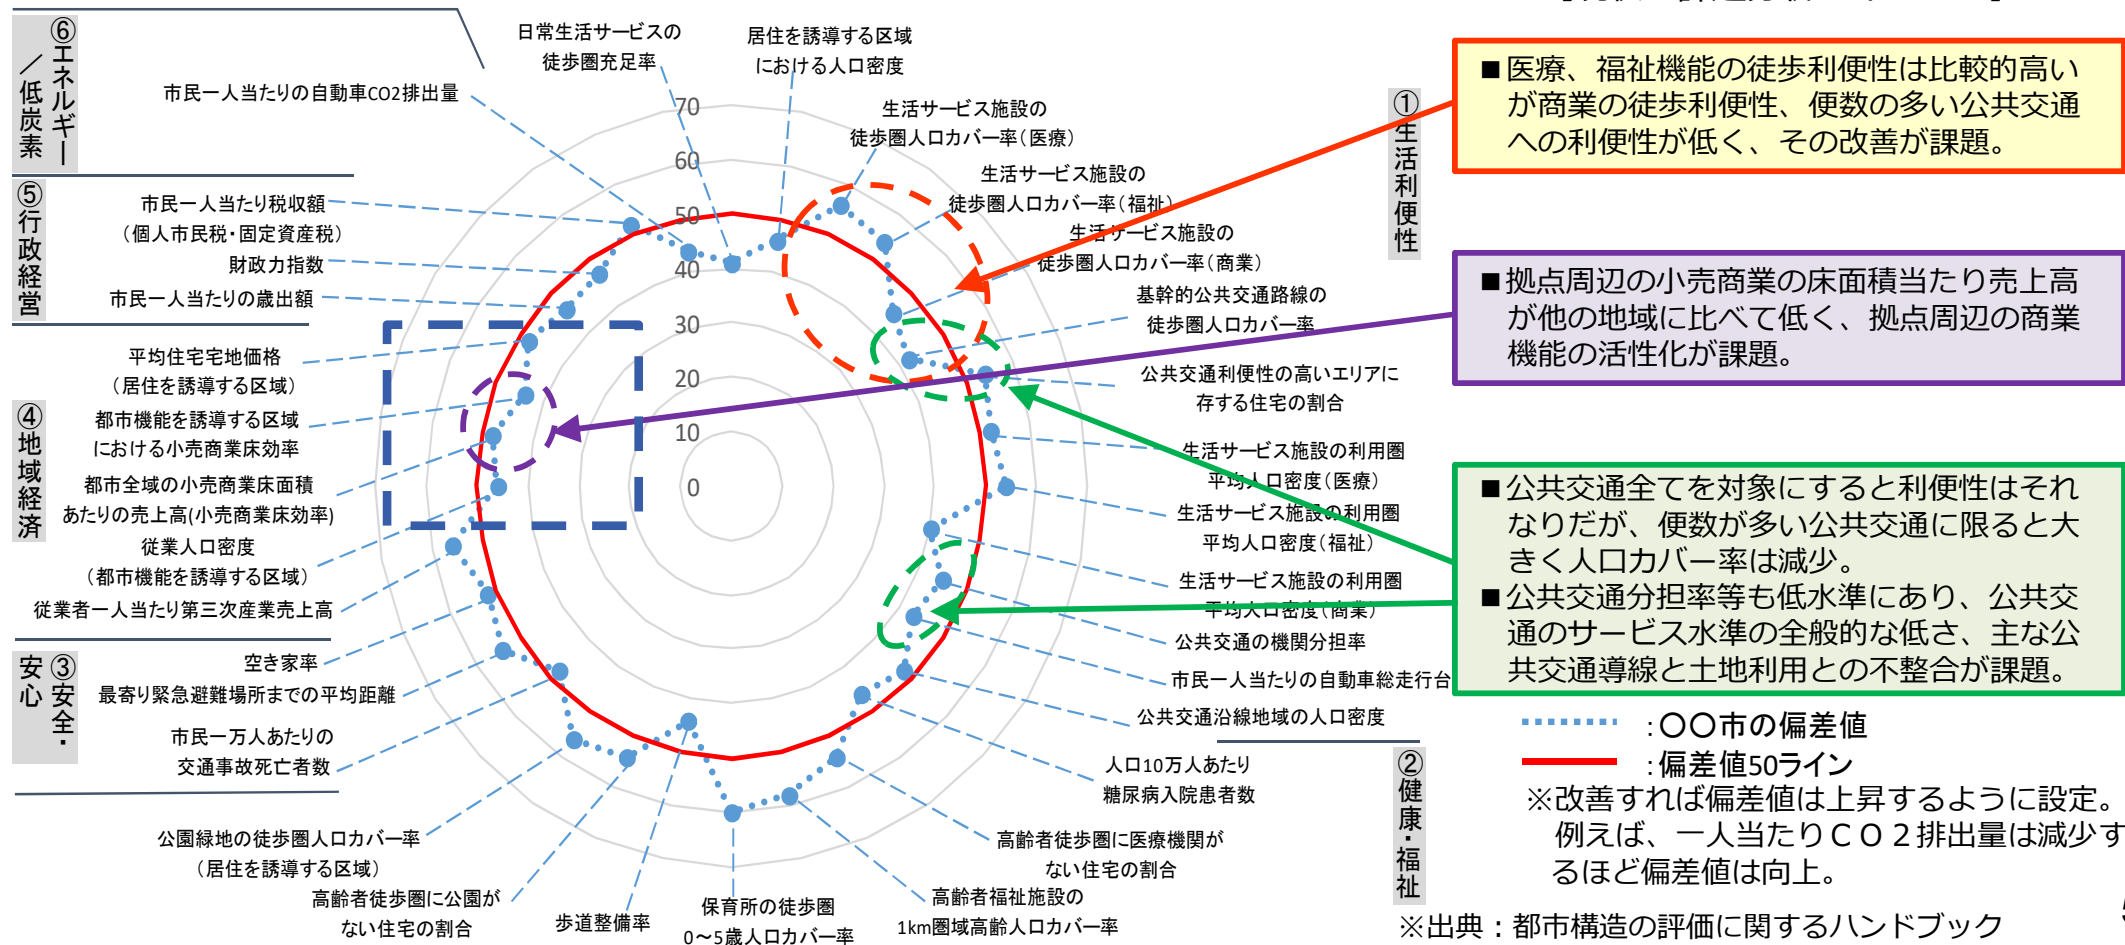 ⑥エネルギー
／低炭素
日常生活サービスの
徒歩圏充足率
居住を誘導する区域
における人口密度
市民一人当たりの自動車CO2排出量
生活サービス施設の
徒歩圏人口カバー率（医療）
生活サービス施設の
徒歩圏人口カバー率（福祉）
生活サービス施設の
徒歩圏人口カバー率（商業）
基幹的公共交通路線の
徒歩圏人口カバー率
公共交通利便性の高いエリアに
存する住宅の割合
生活サービス施設の利用圏
平均人口密度（医療）
生活サービス施設の利用圏
平均人口密度（福祉）
生活サービス施設の利用圏
平均人口密度（商業）
公共交通の機関分担率
市民一人当たりの自動車総走行台
公共交通沿線地域の人口密度
①生活利便性
70
60
50
40
30
20
10
0
⑤行政経営
市民一人当たり税収額
（個人市民税・固定資産税）
財政力指数
市民一人当たりの歳出額
④地域経済
平均住宅宅地価格
（居住を誘導する区域）
都市機能を誘導する区域
における小売商業床効率
都市全域の小売商業床面積
あたりの売上高(小売商業床効率)
従業人口密度
（都市機能を誘導する区域）
従業者一人当たり第三次産業売上高
③安全・
安心
空き家率
最寄り緊急避難場所までの平均距離
市民一万人あたりの
交通事故死亡者数
公園緑地の徒歩圏人口カバー率
（居住を誘導する区域）
高齢者徒歩圏に公園が
ない住宅の割合
歩道整備率
保育所の徒歩圏
0～5歳人口カバー率
高齢者福祉施設の
1km圏域高齢人口カバー率
高齢者徒歩圏に医療機関が
ない住宅の割合
人口10万人あたり
糖尿病入院患者数
②健康・福祉
■医療、福祉機能の徒歩利便性は比較的高い
が商業の徒歩利便性、便数の多い公共交通
への利便性が低く、その改善が課題。
■拠点周辺の小売商業の床面積当たり売上高
が他の地域に比べて低く、拠点周辺の商業
機能の活性化が課題。
■公共交通全てを対象にすると利便性はそれ
なりだが、便数が多い公共交通に限ると大
きく人口カバー率は減少。
■公共交通分担率等も低水準にあり、公共交
通のサービス水準の全般的な低さ、主な公
共交通導線と土地利用との不整合が課題。
：〇〇市の偏差値
：偏差値50ライン
※改善すれば偏差値は上昇するように設定。
例えば、一人当たりＣＯ２排出量は減少す
るほど偏差値は向上。
※出典：都市構造の評価に関するハンドブック